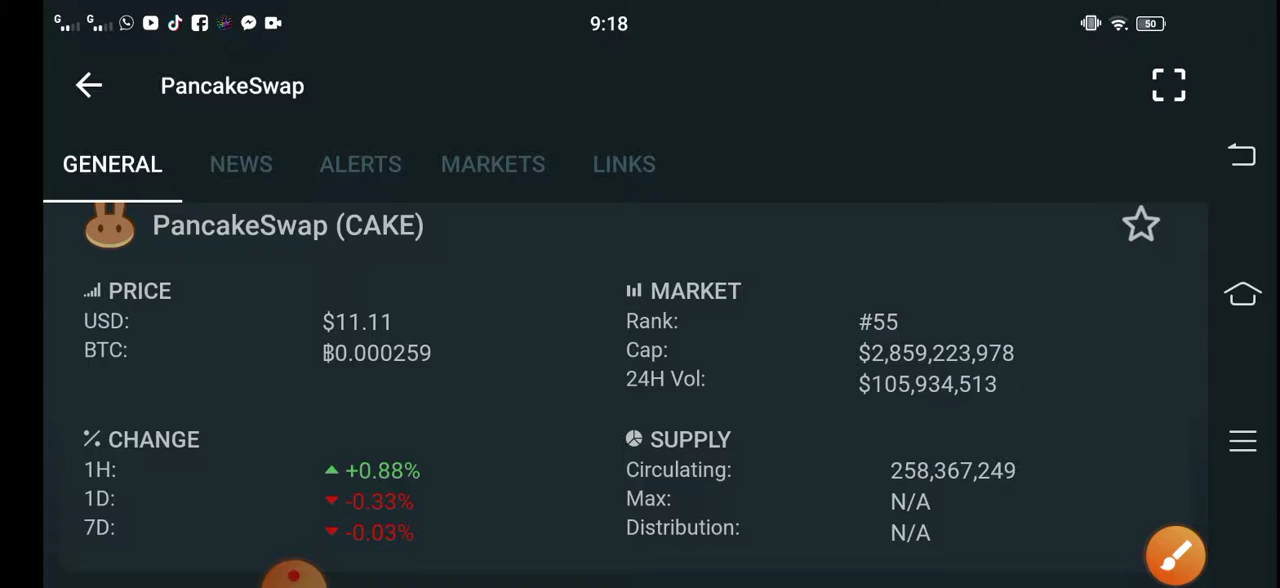 G G 9:18 50
PancakeSwap
GENERAL NEWS ALERTS MARKETS LINKS
PancakeSwap (CAKE)
PRICE
USD: $11.11
BTC: ฿0.000259
MARKET
Rank: #55
Cap: $2,859,223,978
24H Vol: $105,934,513
CHANGE
1H: +0.88%
1D: -0.33%
7D: -0.03%
SUPPLY
Circulating: 258,367,249
Max: N/A
Distribution: N/A